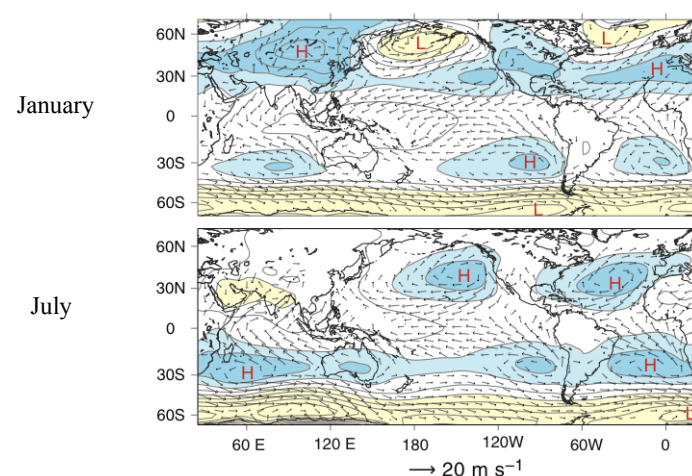 January
60N
30N
0
30S
60S
H
L
L
H
H
L
July
60N
30N
0
30S
60S
H
H
H
H
L
60 E
120 E
180
120W
60W
0
→ 20 m s⁻¹